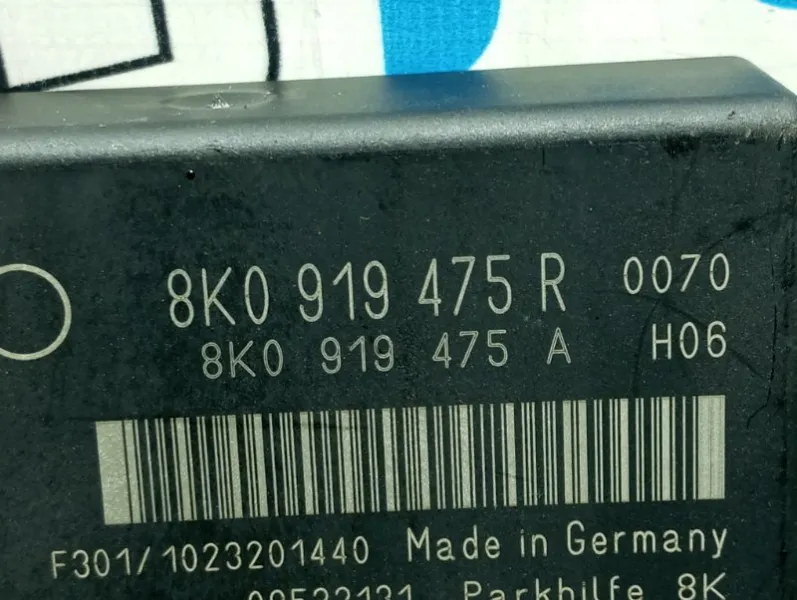 8K0 919 475 R 0070
8K0 919 475 A H06
F301/1023201440 Made in Germany
Parkhilfe 8K